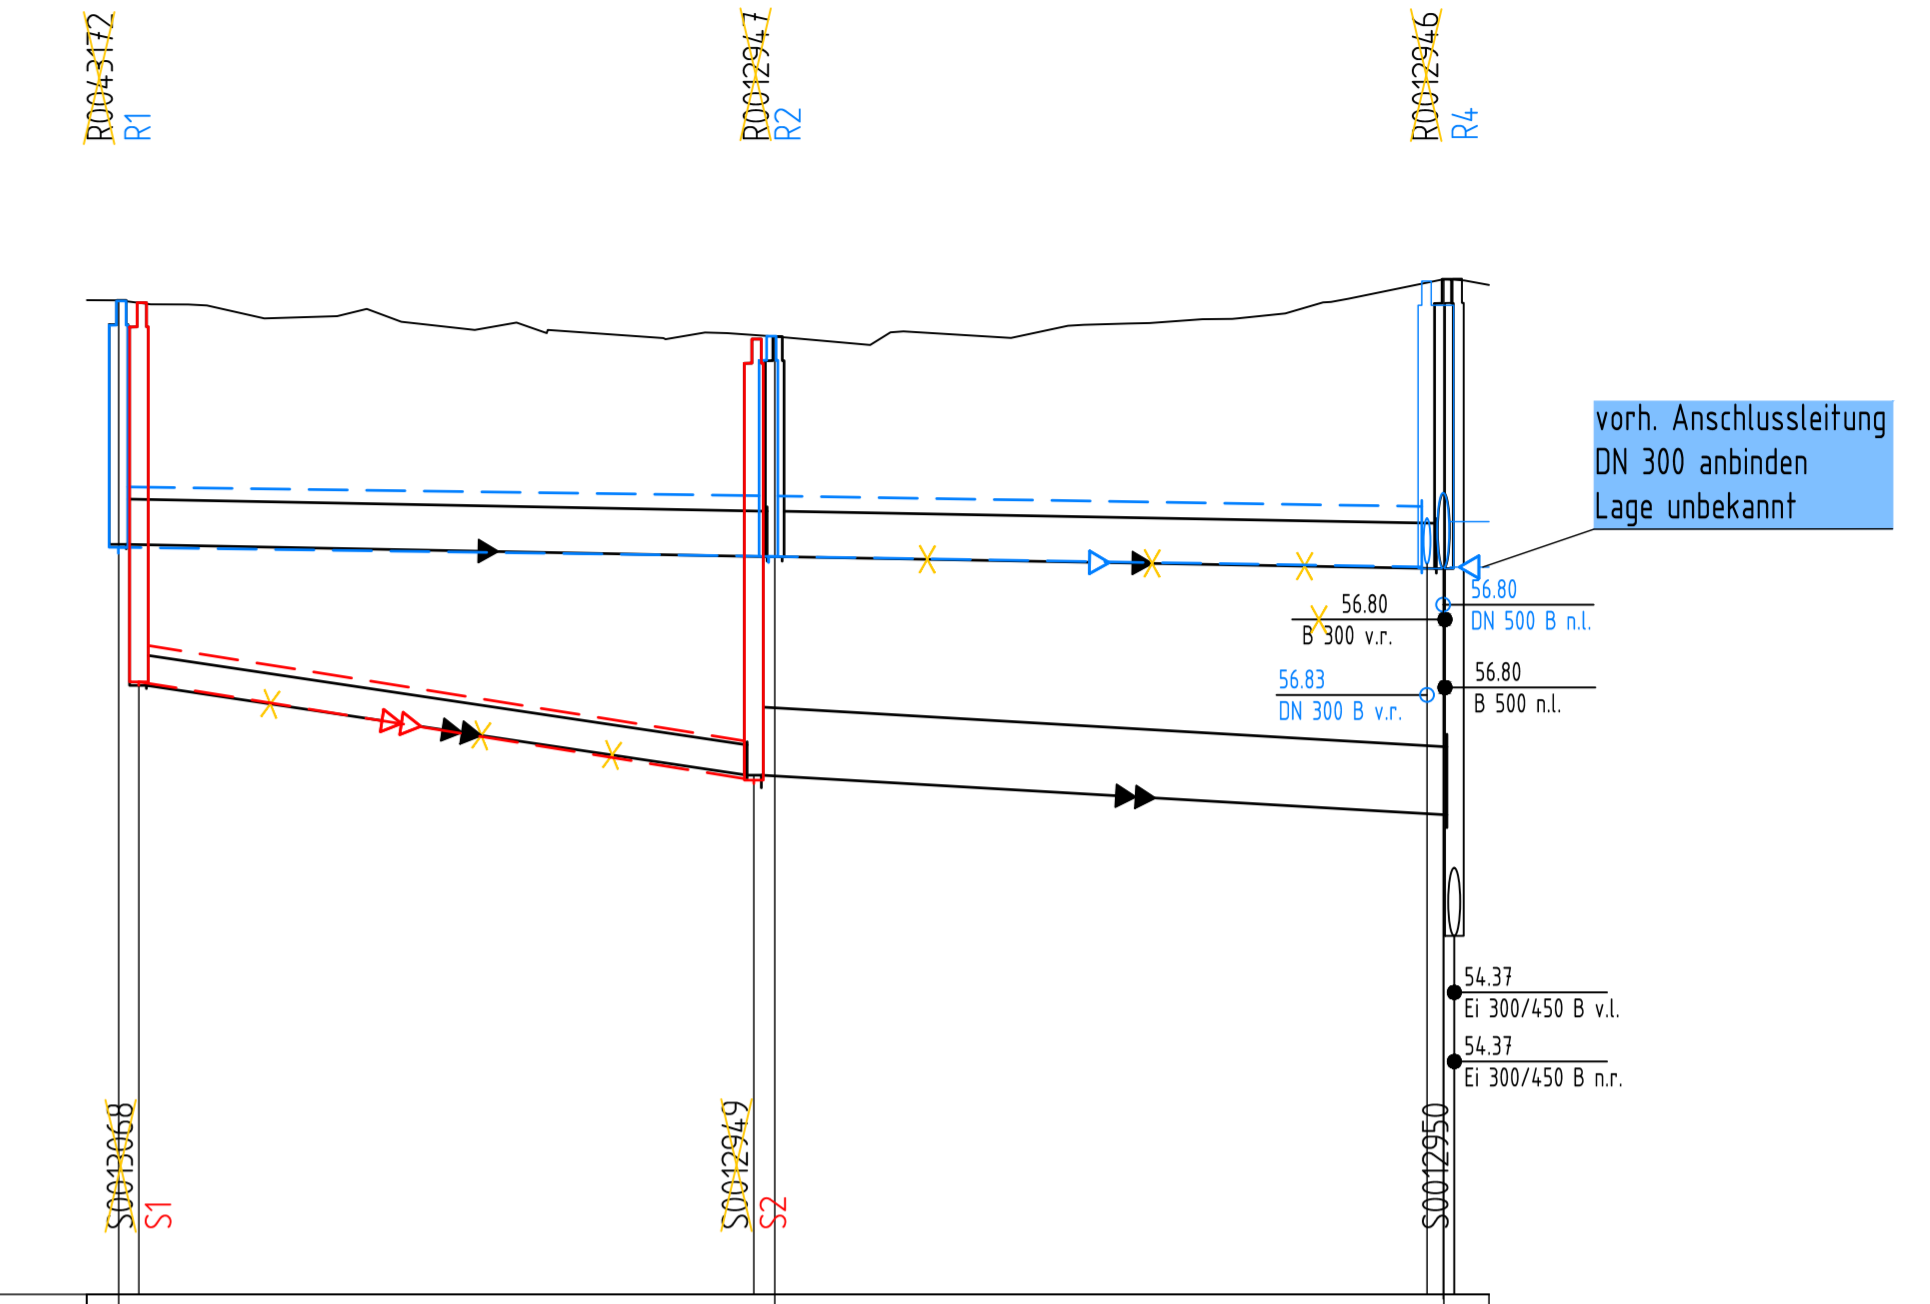 R0043172
R1
R0012947
R2
R0012946
R4
vorh. Anschlussleitung
DN 300 anbinden
Lage unbekannt
56.80
DN 500 B n.l.
56.80
B 300 v.r.
56.80
B 500 n.l.
56.83
DN 300 B v.r.
54.37
Ei 300/450 B v.l.
54.37
Ei 300/450 B n.r.
S0013068
S1
S0012949
S2
S0012950